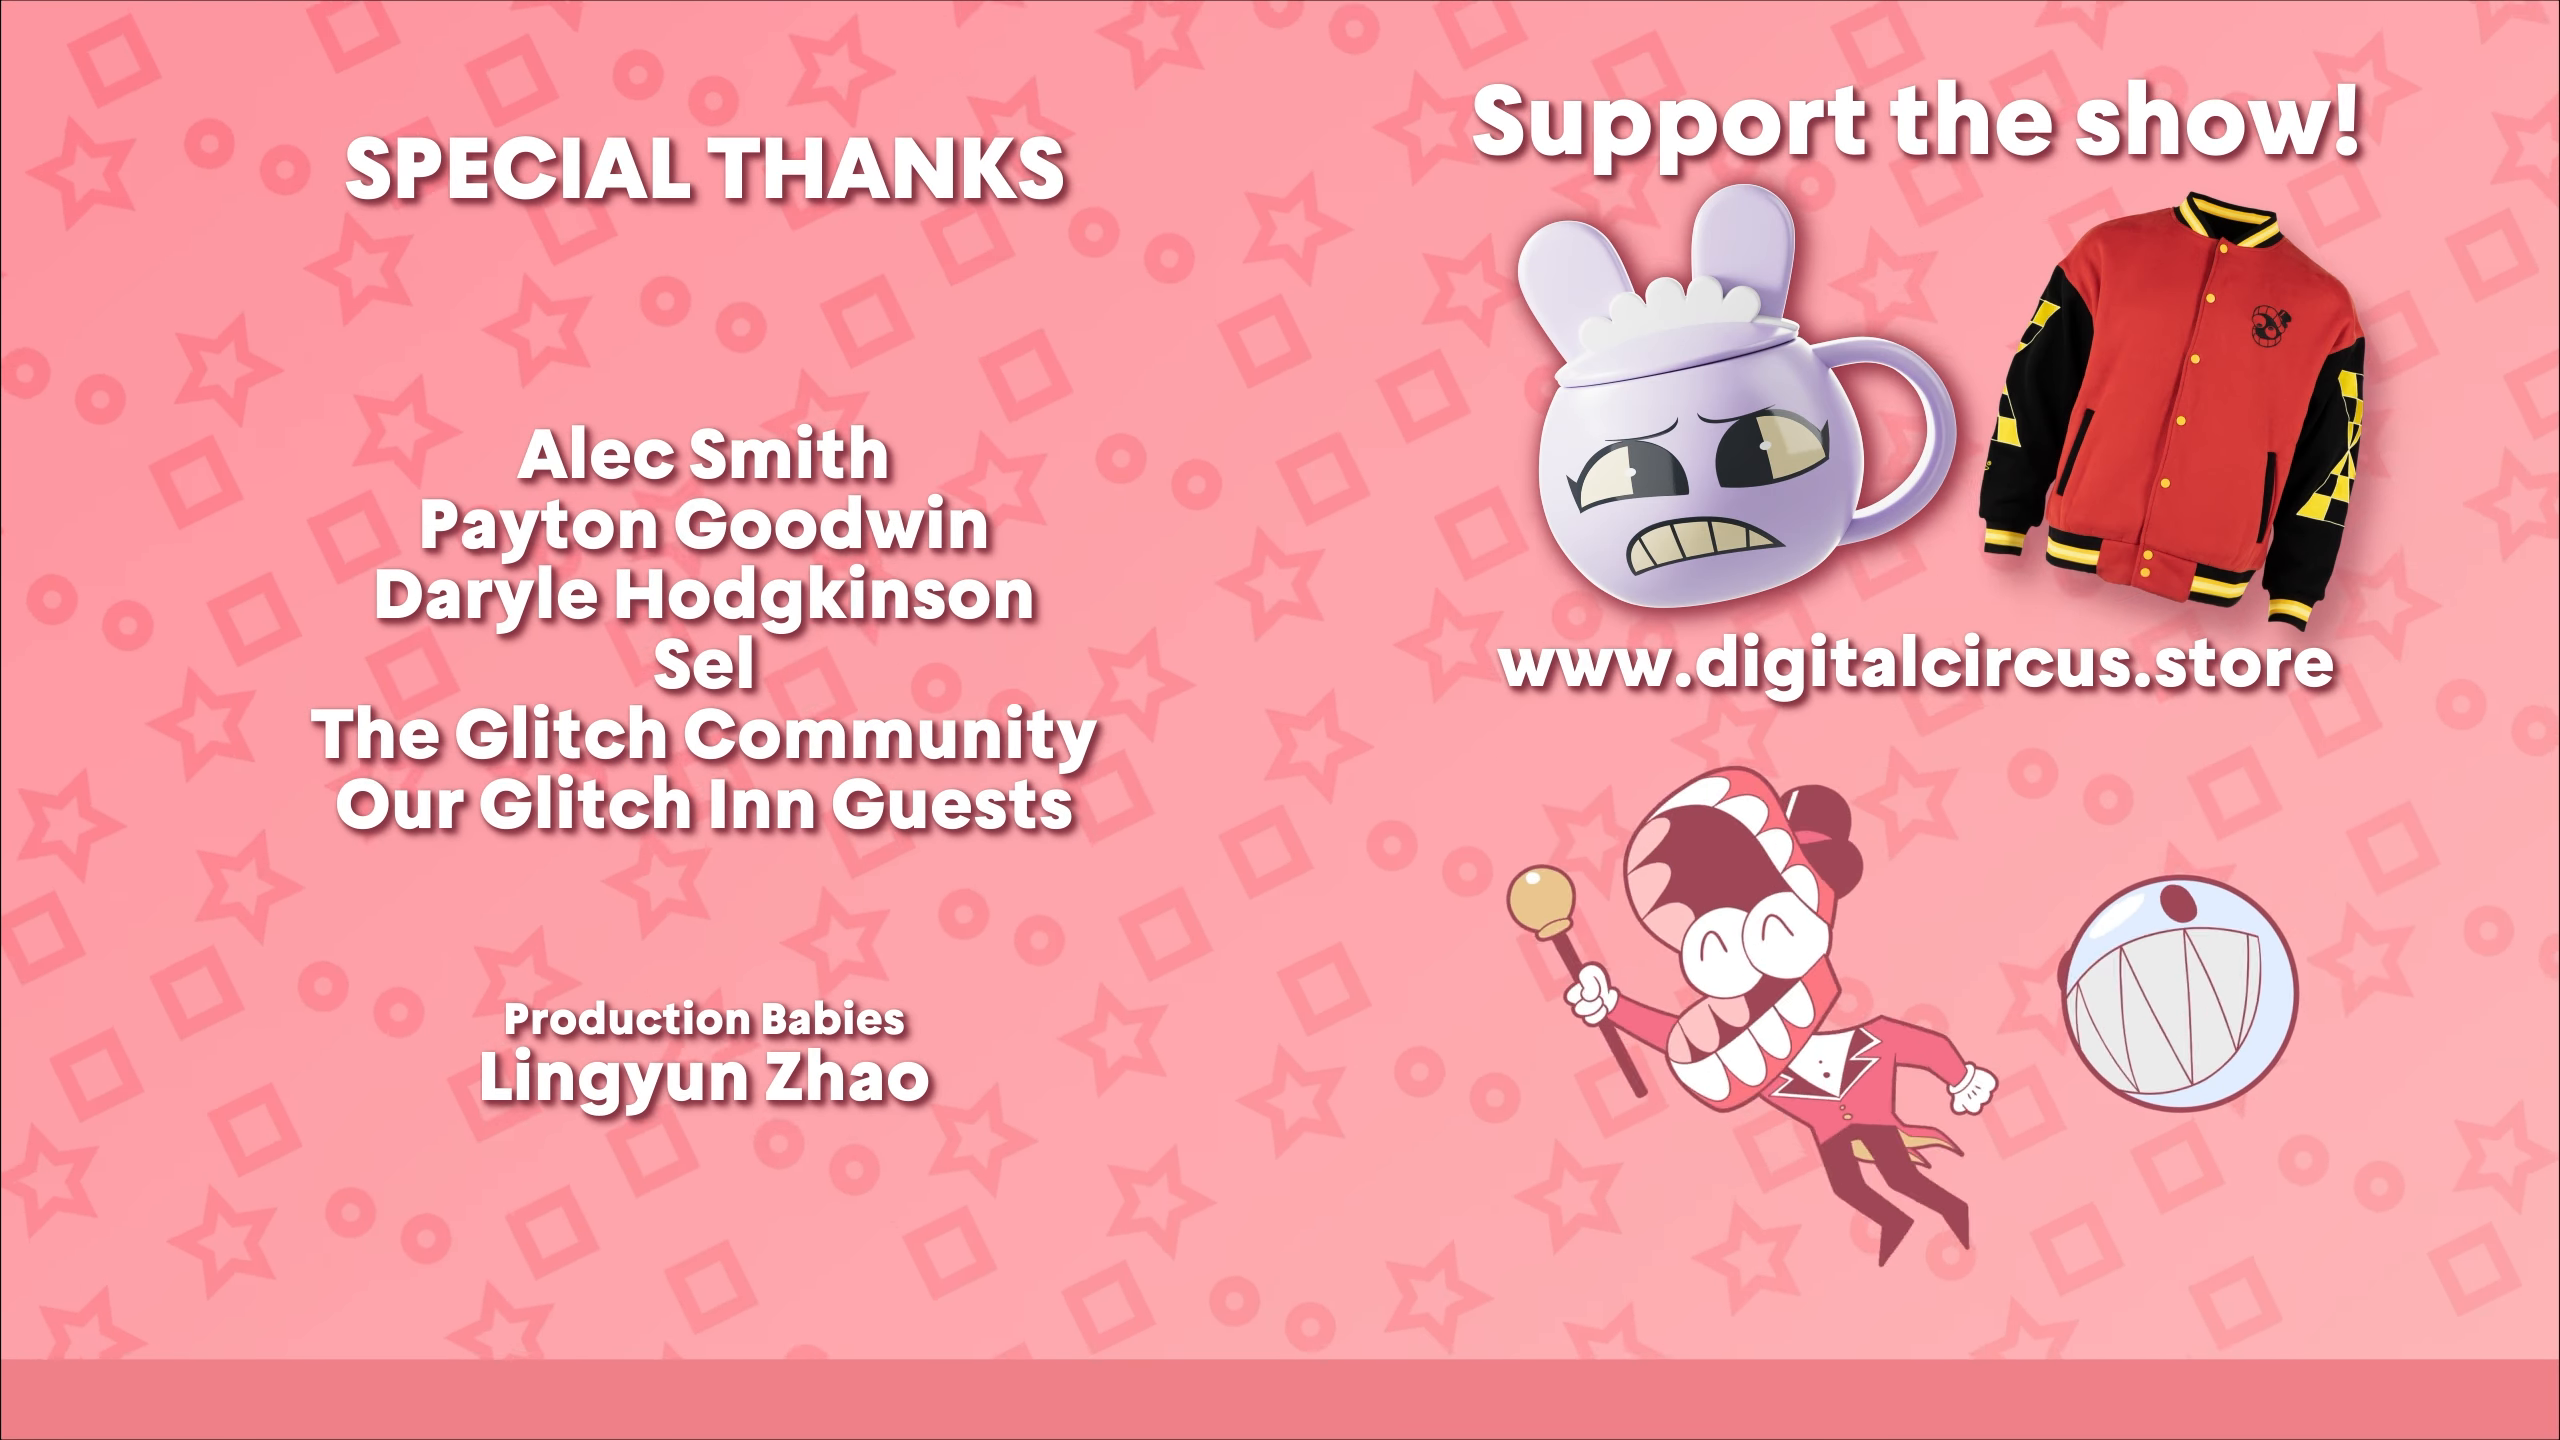 SPECIAL THANKS
Alec Smith
Payton Goodwin
Daryle Hodgkinson
Sel
The Glitch Community
Our Glitch Inn Guests
Production Babies
Lingyun Zhao
Support the show!
www.digitalcircus.store